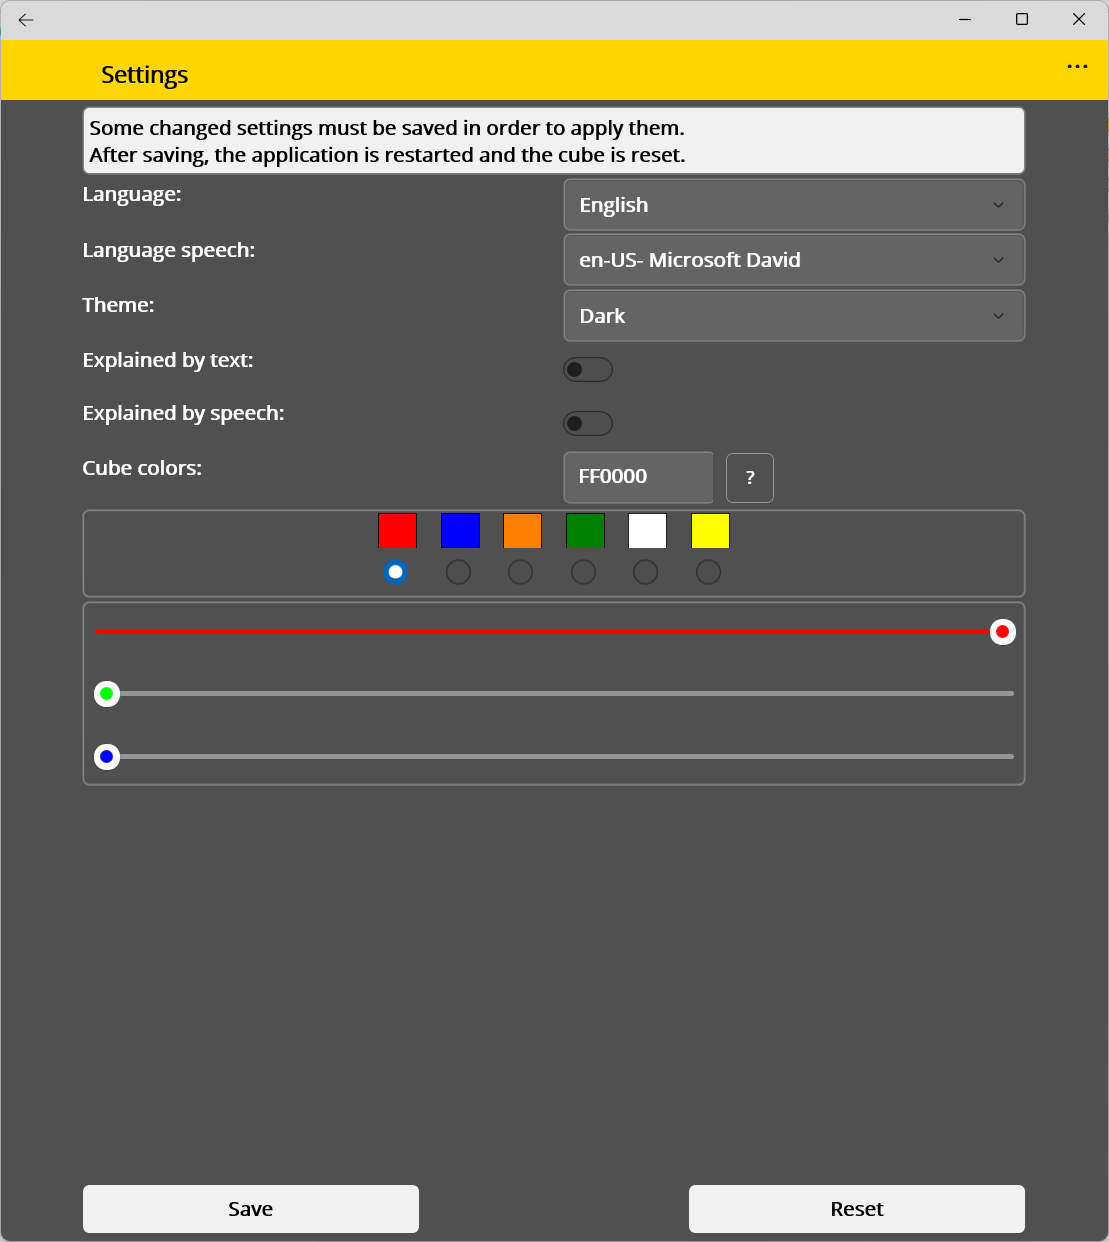 Settings
Some changed settings must be saved in order to apply them.
After saving, the application is restarted and the cube is reset.
Language:
English
Language speech:
en-US- Microsoft David
Theme:
Dark
Explained by text:
Explained by speech:
Cube colors:
FF0000
?
Save
Reset